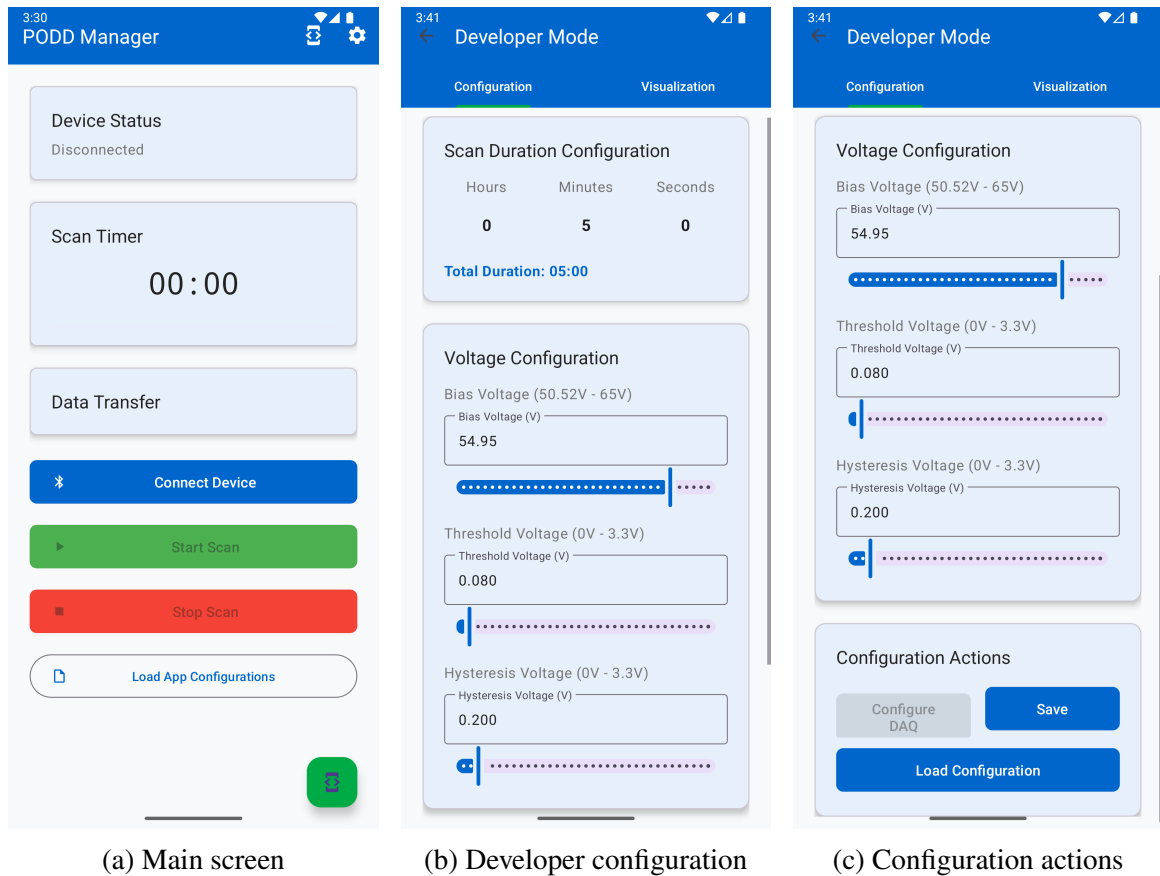 3:30
PODD Manager
Device Status
Disconnected
Scan Timer
00:00
Data Transfer
Connect Device
Start Scan
Stop Scan
Load App Configurations
(a) Main screen
3:41
Developer Mode
Configuration Visualization
Scan Duration Configuration
Hours Minutes Seconds
0 5 0
Total Duration: 05:00
Voltage Configuration
Bias Voltage (50.52V - 65V)
Bias Voltage (V)
54.95
Threshold Voltage (0V - 3.3V)
Threshold Voltage (V)
0.080
Hysteresis Voltage (0V - 3.3V)
Hysteresis Voltage (V)
0.200
(b) Developer configuration
3:41
Developer Mode
Configuration Visualization
Voltage Configuration
Bias Voltage (50.52V - 65V)
Bias Voltage (V)
54.95
Threshold Voltage (0V - 3.3V)
Threshold Voltage (V)
0.080
Hysteresis Voltage (0V - 3.3V)
Hysteresis Voltage (V)
0.200
Configuration Actions
Configure
DAQ
Save
Load Configuration
(c) Configuration actions